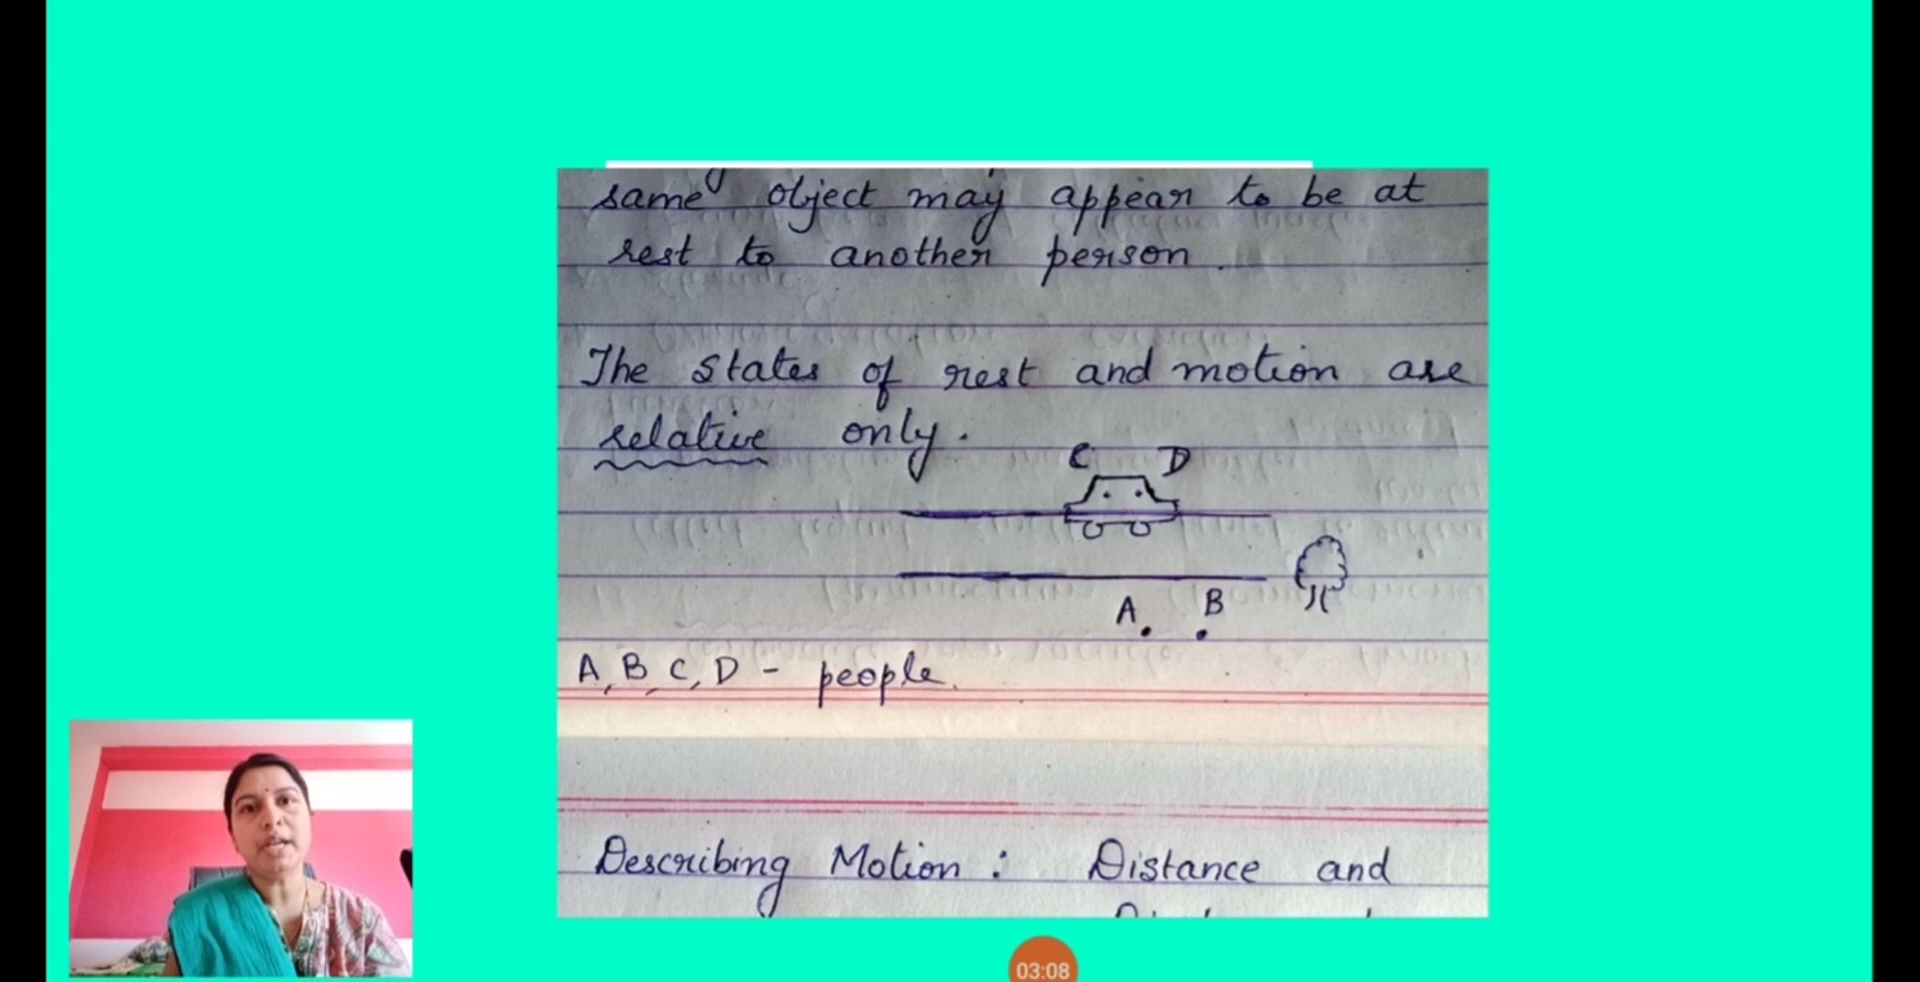 same object may appear to be at
rest to another person.
The states of rest and motion are
relative only.
C D
A B
A, B, C, D - people.
Describing Motion : Distance and
03:08